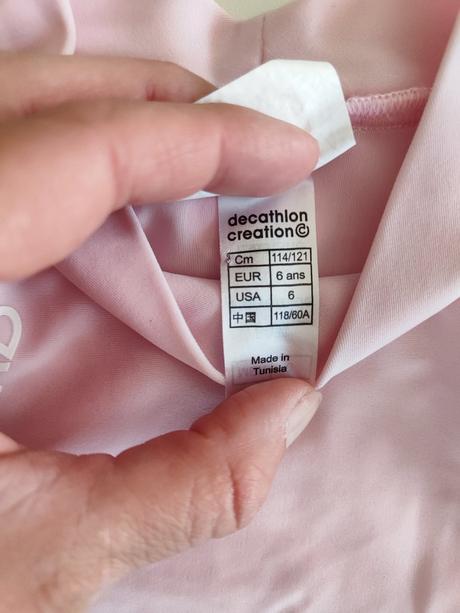 decathlon
creation©
Cm 114/121
EUR 6 ans
USA 6
中国 118/60A
Made in
Tunisia